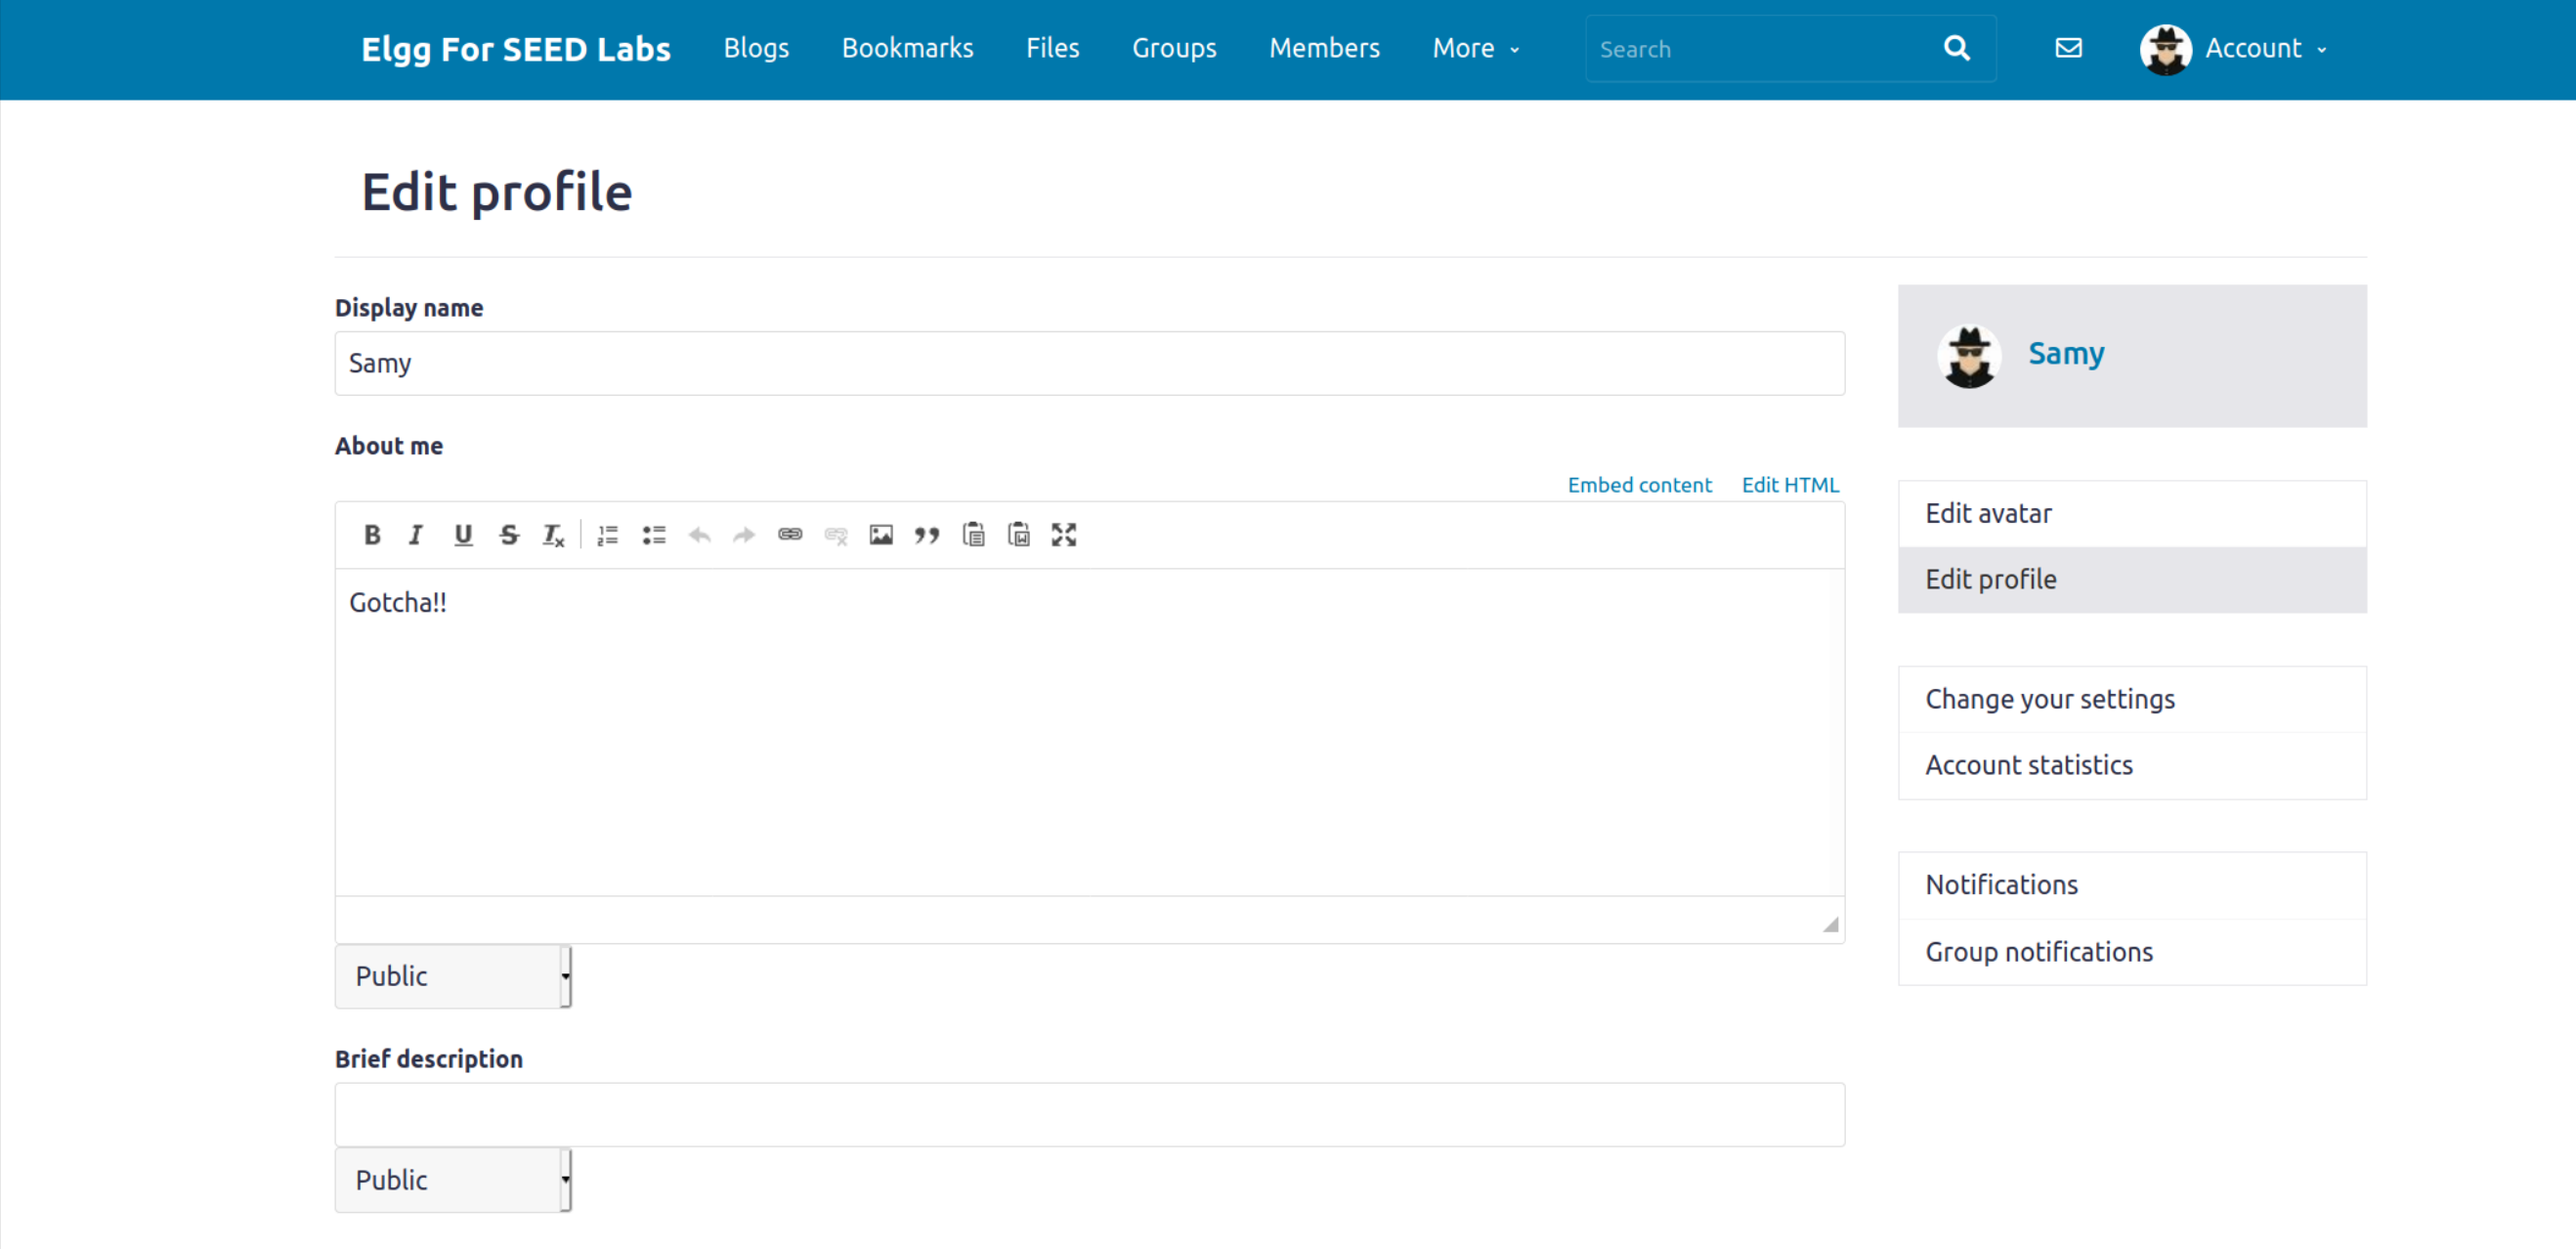 Elgg For SEED Labs Blogs Bookmarks Files Groups Members More Search Account
Edit profile
Display name
Samy
About me
Embed content Edit HTML
Gotcha!!
Public
Brief description
Public
Samy
Edit avatar
Edit profile
Change your settings
Account statistics
Notifications
Group notifications